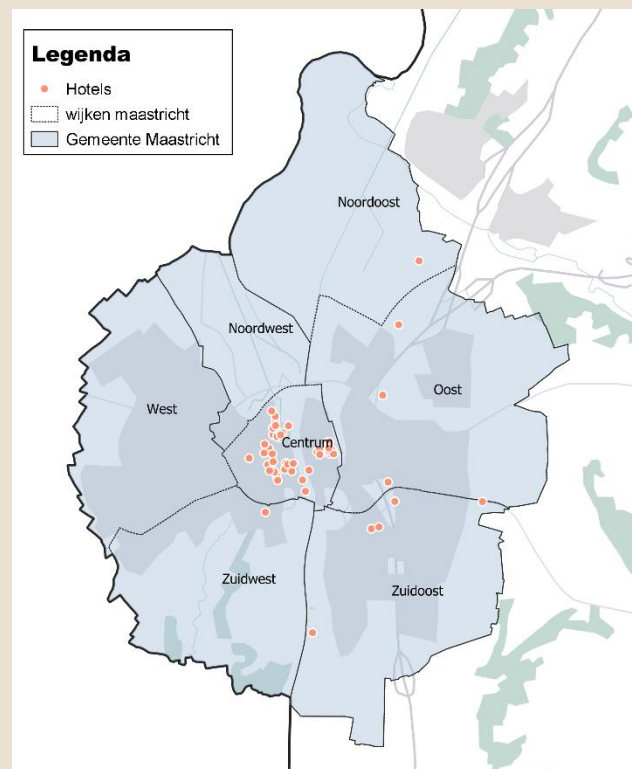 Legenda
Hotels
wijken maastricht
Gemeente Maastricht
Noordoost
Noordwest
Oost
West
Centrum
Zuidwest
Zuidoost